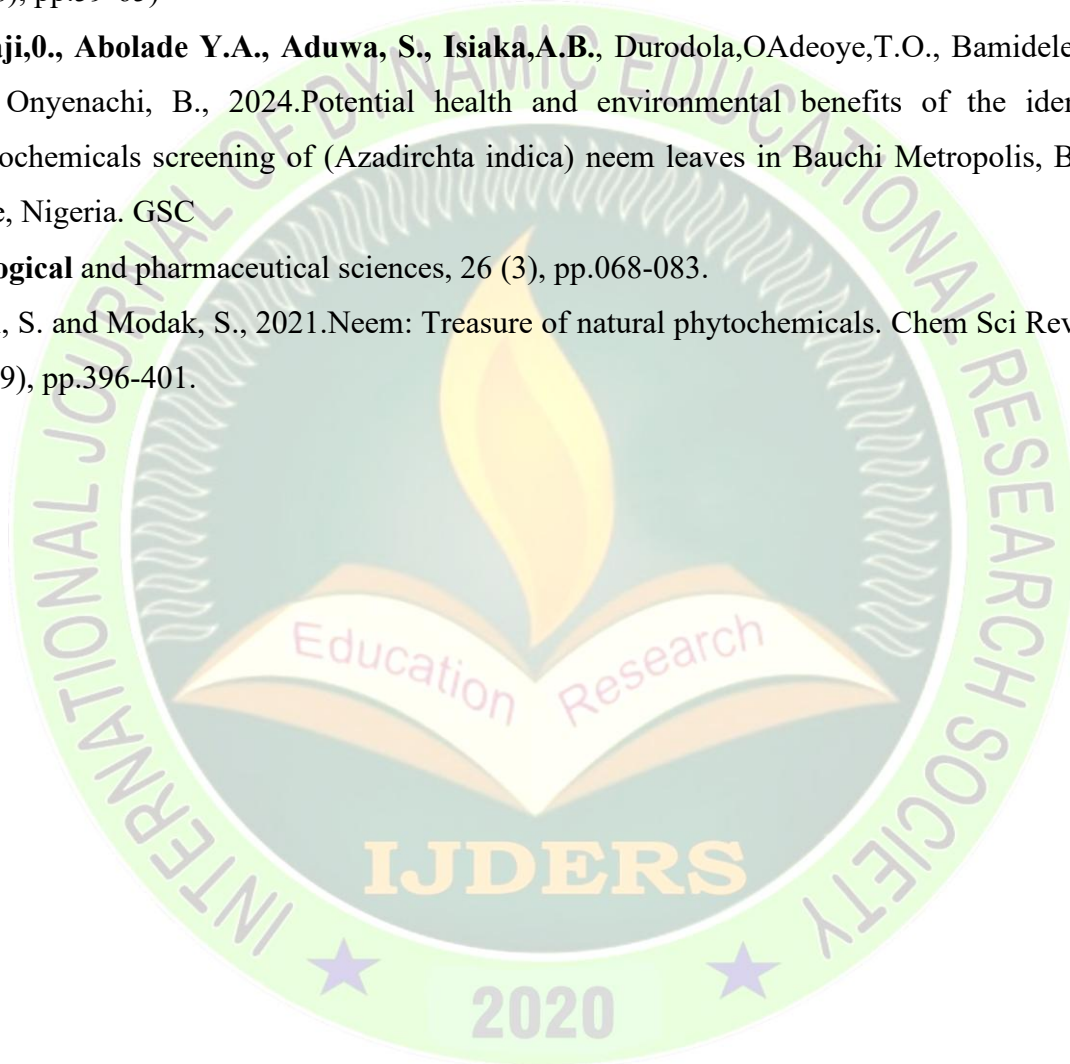 ), pp.59-65)
aji,0., Abolade Y.A., Aduwa, S., Isiaka,A.B., Durodola,OAdeoye,T.O., Bamidele
Onyenachi, B., 2024.Potential health and environmental benefits of the iden
ochemicals screening of (Azadirchta indica) neem leaves in Bauchi Metropolis, B
e, Nigeria. GSC
ogical and pharmaceutical sciences, 26 (3), pp.068-083.
, S. and Modak, S., 2021.Neem: Treasure of natural phytochemicals. Chem Sci Rev
9), pp.396-401.
INTERNATIONAL JOURNAL OF DYNAMIC EDUCATIONAL RESEARCH SOCIETY
Education Research
IJDERS
2020